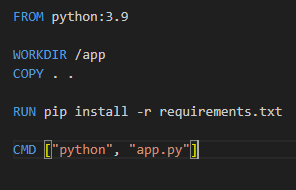 FROM python:3.9
WORKDIR /app
COPY . .
RUN pip install -r requirements.txt
CMD ["python", "app.py"]